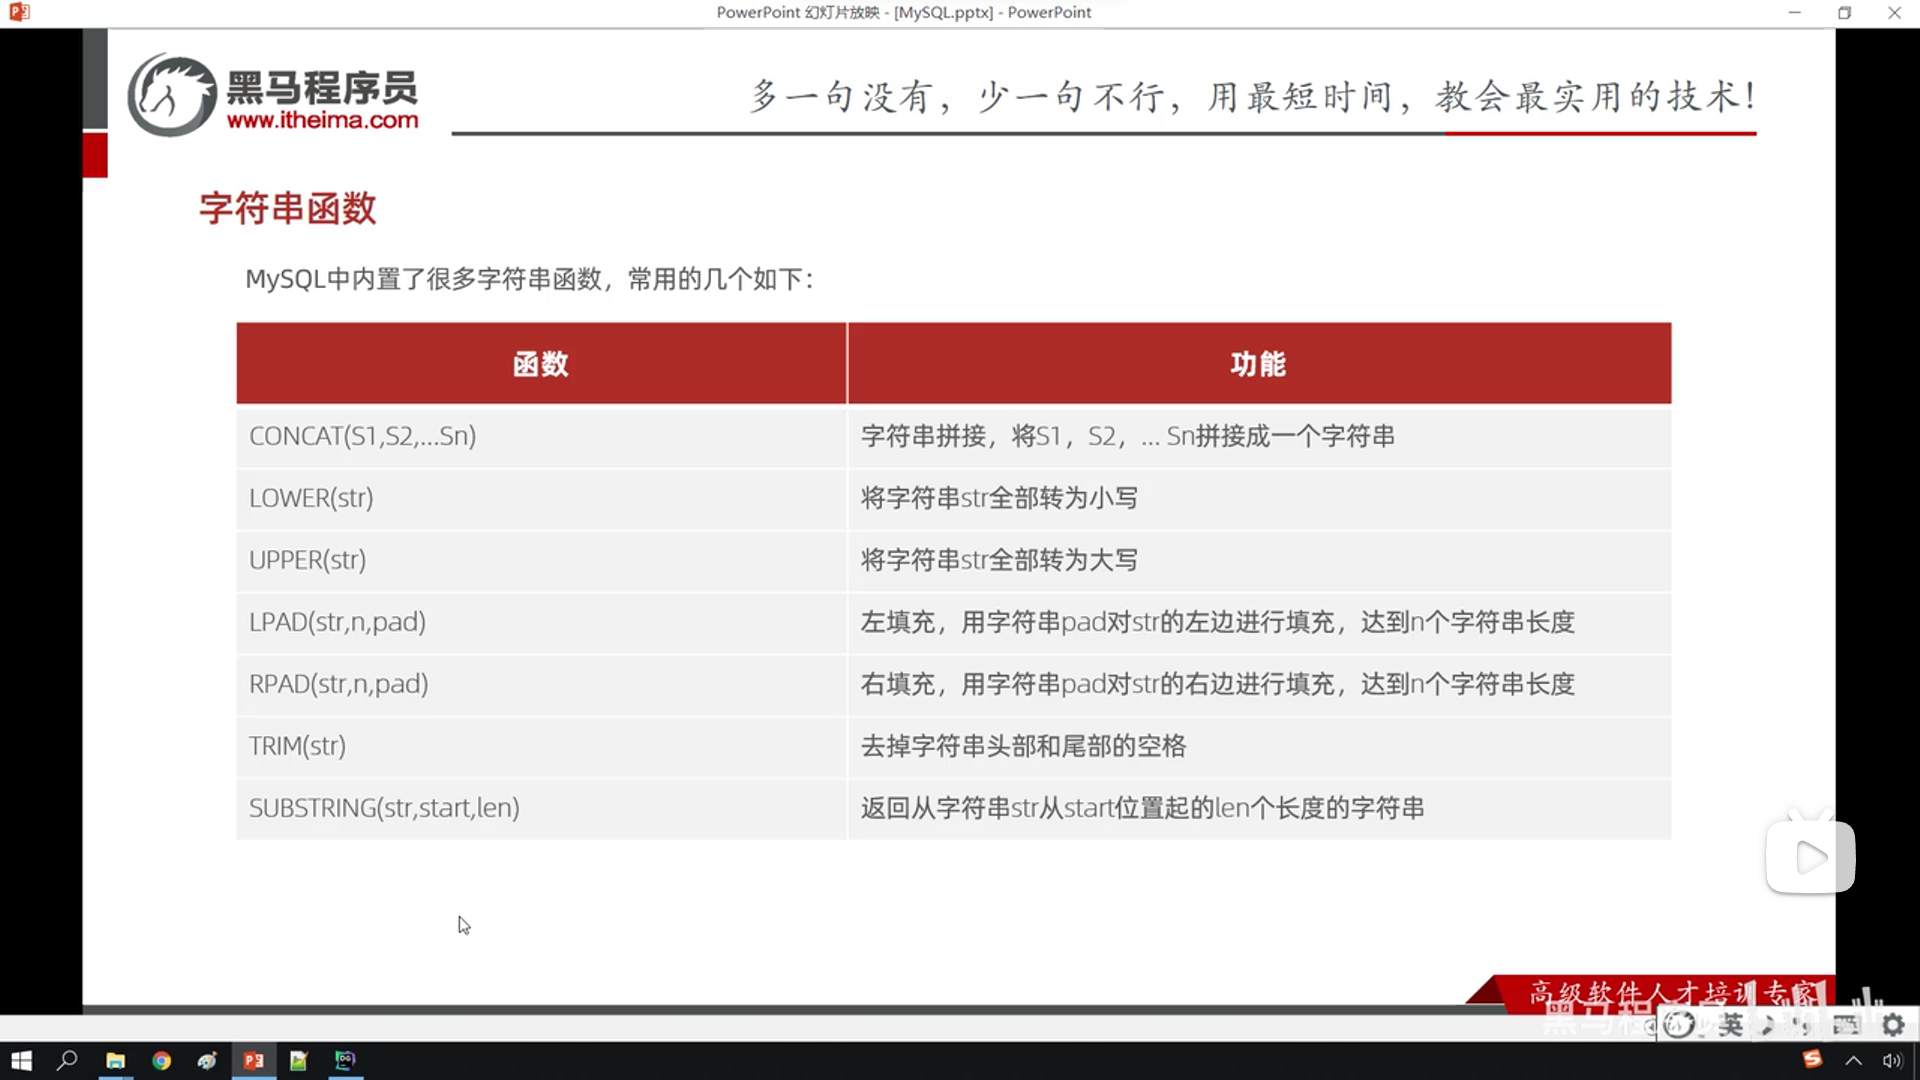 PowerPoint 幻灯片放映 - [MySQL.pptx] - PowerPoint
黑马程序员
www.itheima.com
多一句没有，少一句不行，用最短时间，教会最实用的技术！
字符串函数
MySQL中内置了很多字符串函数，常用的几个如下：
函数 功能
CONCAT(S1,S2,...Sn) 字符串拼接，将S1，S2，... Sn拼接成一个字符串
LOWER(str) 将字符串str全部转为小写
UPPER(str) 将字符串str全部转为大写
LPAD(str,n,pad) 左填充，用字符串pad对str的左边进行填充，达到n个字符串长度
RPAD(str,n,pad) 右填充，用字符串pad对str的右边进行填充，达到n个字符串长度
TRIM(str) 去掉字符串头部和尾部的空格
SUBSTRING(str,start,len) 返回从字符串str从start位置起的len个长度的字符串
高级软件人才培训专家
英